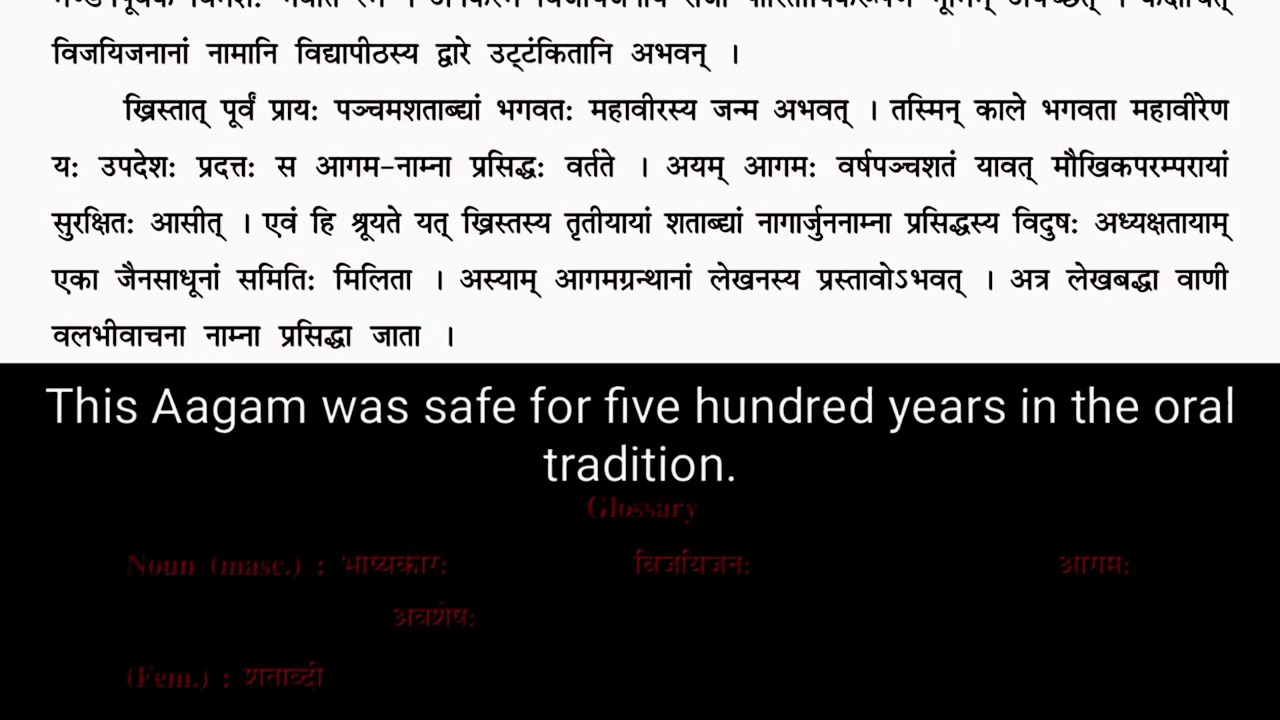 विजयिजनानां नामानि विद्यापीठस्य द्वारे उट्टंकितानि अभवन् ।
ख्रिस्तात् पूर्वं प्राय: पञ्चमशताब्द्यां भगवत: महावीरस्य जन्म अभवत् । तस्मिन् काले भगवता महावीरेण
य: उपदेश: प्रदत्त: स आगम-नाम्ना प्रसिद्ध: वर्तते । अयम् आगम: वर्षपञ्चशतं यावत् मौखिकपरम्परायां
सुरक्षित: आसीत् । एवं हि श्रूयते यत् ख्रिस्तस्य तृतीयायां शताब्द्यां नागार्जुननाम्ना प्रसिद्धस्य विदुष: अध्यक्षतायाम्
एका जैनसाधूनां समिति: मिलिता । अस्याम् आगमग्रन्थानां लेखनस्य प्रस्तावोऽभवत् । अत्र लेखबद्धा वाणी
वलभीवाचना नाम्ना प्रसिद्धा जाता ।
This Aagam was safe for five hundred years in the oral
tradition.
Glossary
Noun (masc.) : भाष्यकार: विजयिजन: आगम:
अवशेष:
(Fem.) : शताब्दी